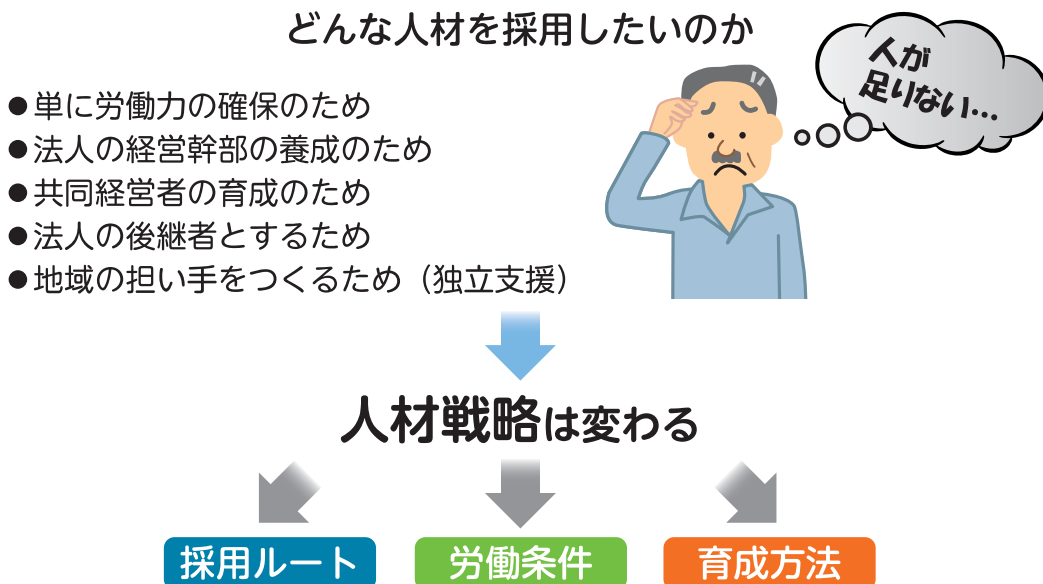 どんな人材を採用したいのか
人が
足りない…
●単に労働力の確保のため
●法人の経営幹部の養成のため
●共同経営者の育成のため
●法人の後継者とするため
●地域の担い手をつくるため（独立支援）
人材戦略は変わる
採用ルート
労働条件
育成方法